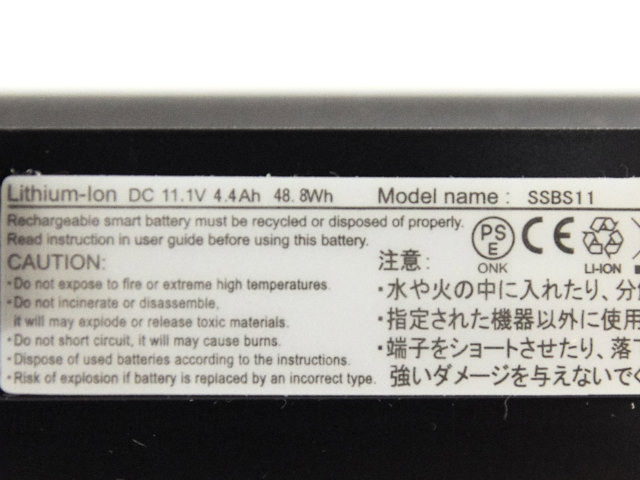 Lithium-Ion DC 11.1V 4.4Ah 48.8Wh Model name : SSBS11
Rechargeable smart battery must be recycled or disposed of properly.
Read instruction in user guide before using this battery.
CAUTION:
・Do not expose to fire or extreme high temperatures.
・Do not incinerate or disassemble,
it will may explode or release toxic materials.
・Do not short circuit, it will may cause burns.
・Dispose of used batteries according to the instructions.
・Risk of explosion if battery is replaced by an incorrect type.
PSE
ONK
CE
LI-ION
注意:
・水や火の中に入れたり、分
・指定された機器以外に使用
・端子をショートさせたり、落
強いダメージを与えないでく